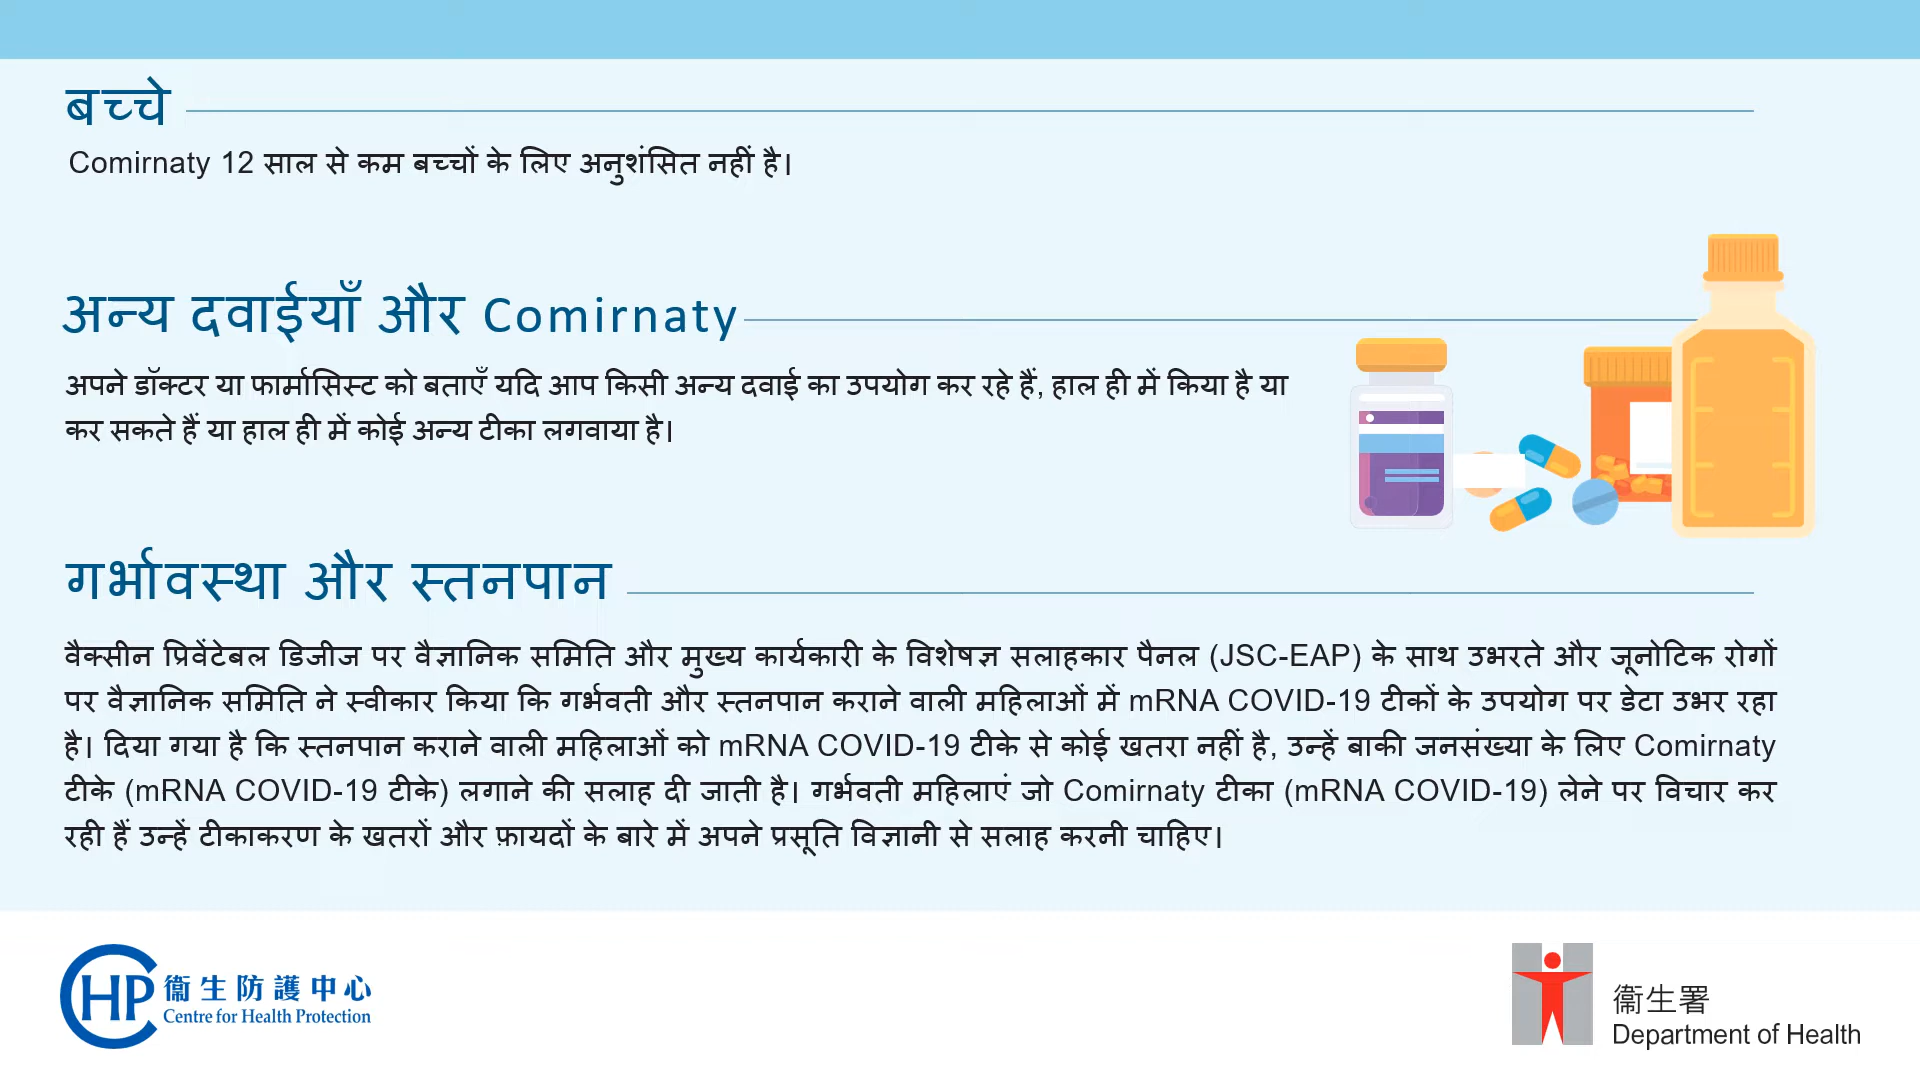 बच्चे
Comirnaty 12 साल से कम बच्चों के लिए अनुशंसित नहीं है।
अन्य दवाईयाँ और Comirnaty
अपने डॉक्टर या फार्मासिस्ट को बताएँ यदि आप किसी अन्य दवाई का उपयोग कर रहे हैं, हाल ही में किया है या
कर सकते हैं या हाल ही में कोई अन्य टीका लगवाया है।
गर्भावस्था और स्तनपान
वैक्सीन प्रिवेंटेबल डिजीज पर वैज्ञानिक समिति और मुख्य कार्यकारी के विशेषज्ञ सलाहकार पैनल (JSC-EAP) के साथ उभरते और जूनोटिक रोगों
पर वैज्ञानिक समिति ने स्वीकार किया कि गर्भवती और स्तनपान कराने वाली महिलाओं में mRNA COVID-19 टीकों के उपयोग पर डेटा उभर रहा
है। दिया गया है कि स्तनपान कराने वाली महिलाओं को mRNA COVID-19 टीके से कोई खतरा नहीं है, उन्हें बाकी जनसंख्या के लिए Comirnaty
टीके (mRNA COVID-19 टीके) लगाने की सलाह दी जाती है। गर्भवती महिलाएं जो Comirnaty टीका (mRNA COVID-19) लेने पर विचार कर
रही हैं उन्हें टीकाकरण के खतरों और फ़ायदों के बारे में अपने प्रसूति विज्ञानी से सलाह करनी चाहिए।
CHP 衞生防護中心
Centre for Health Protection
衞生署
Department of Health